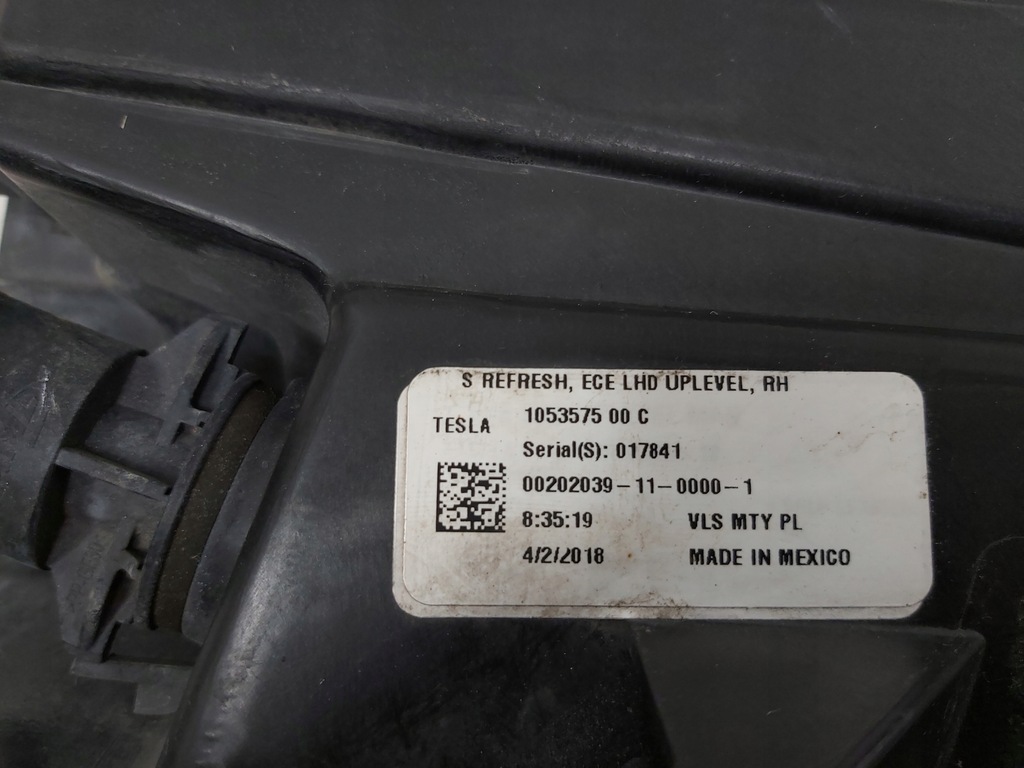 S REFRESH, ECE LHD UPLEVEL, RH
TESLA
1053575 00 C
Serial(S): 017841
00202039-11-0000-1
8:35:19 VLS MTY PL
4/2/2018 MADE IN MEXICO